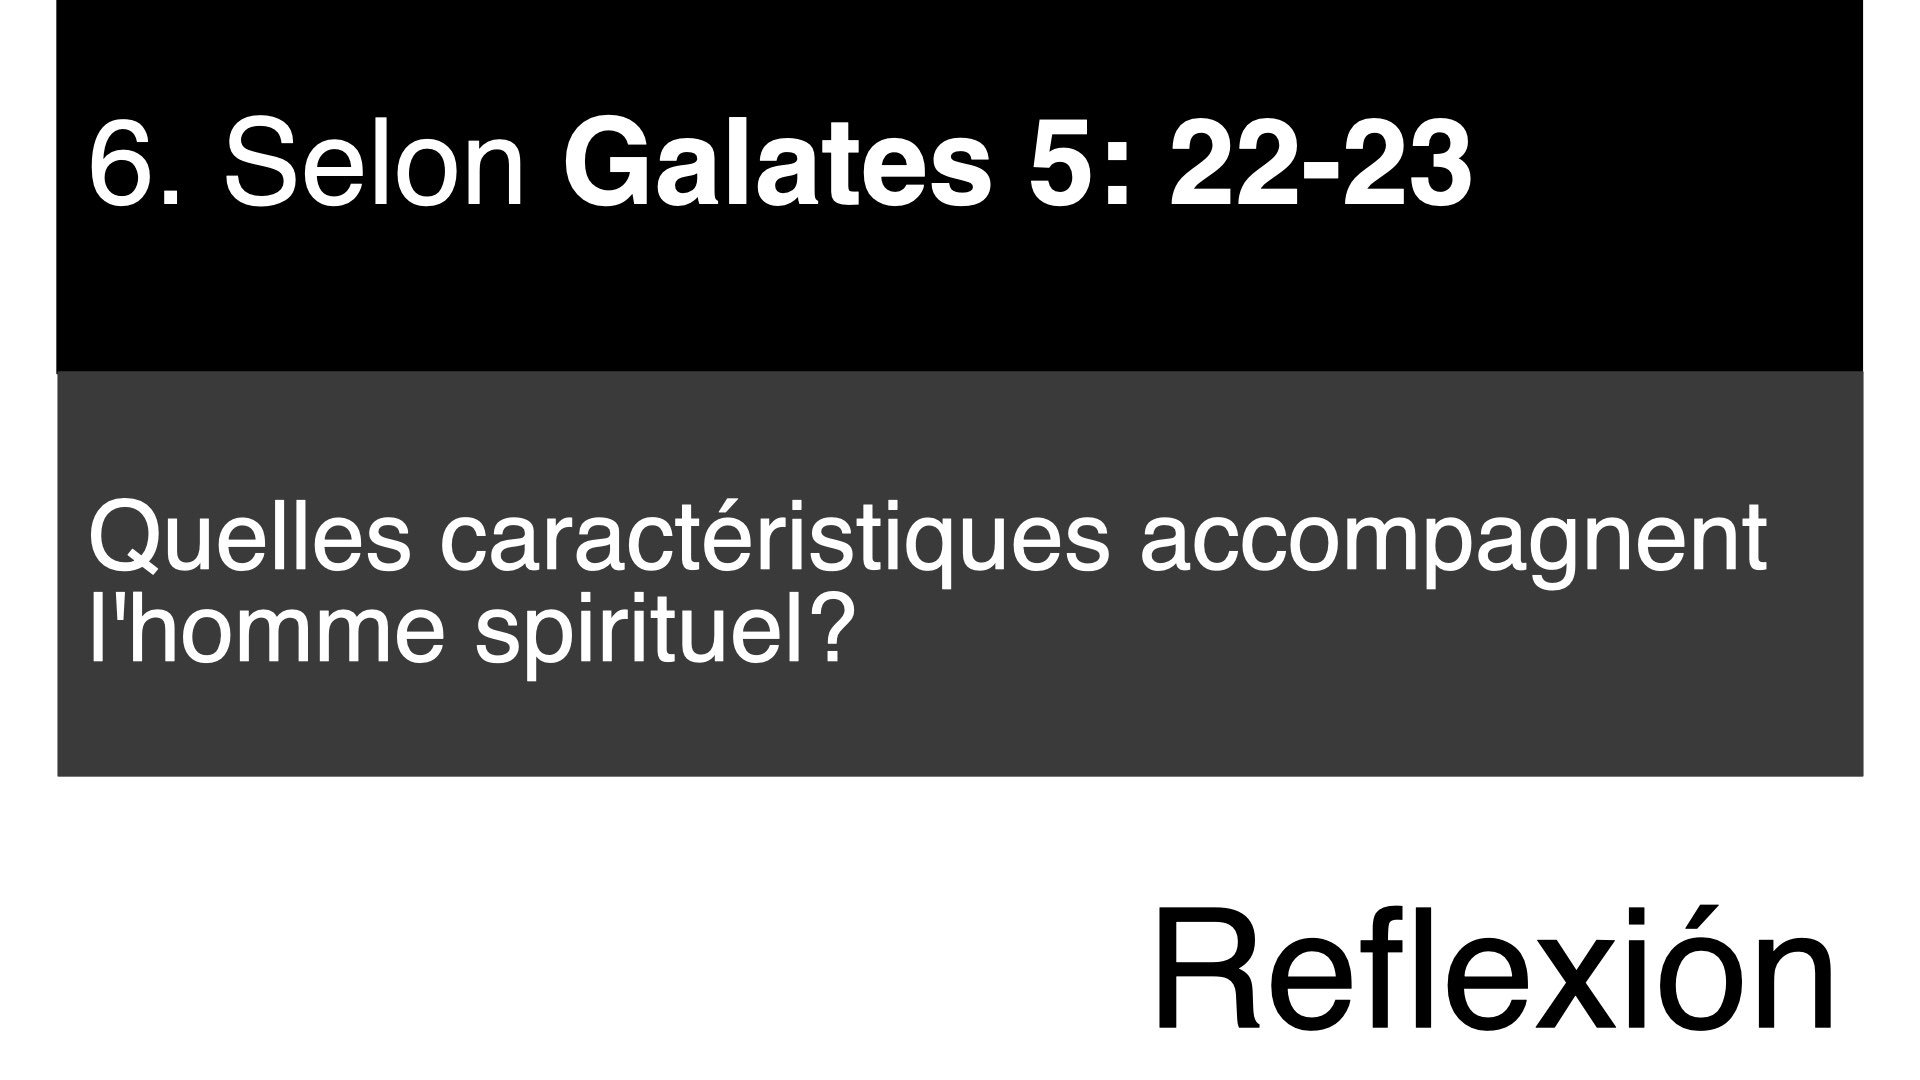 6. Selon Galates 5: 22-23
Quelles caractéristiques accompagnent
l'homme spirituel?
Reflexión